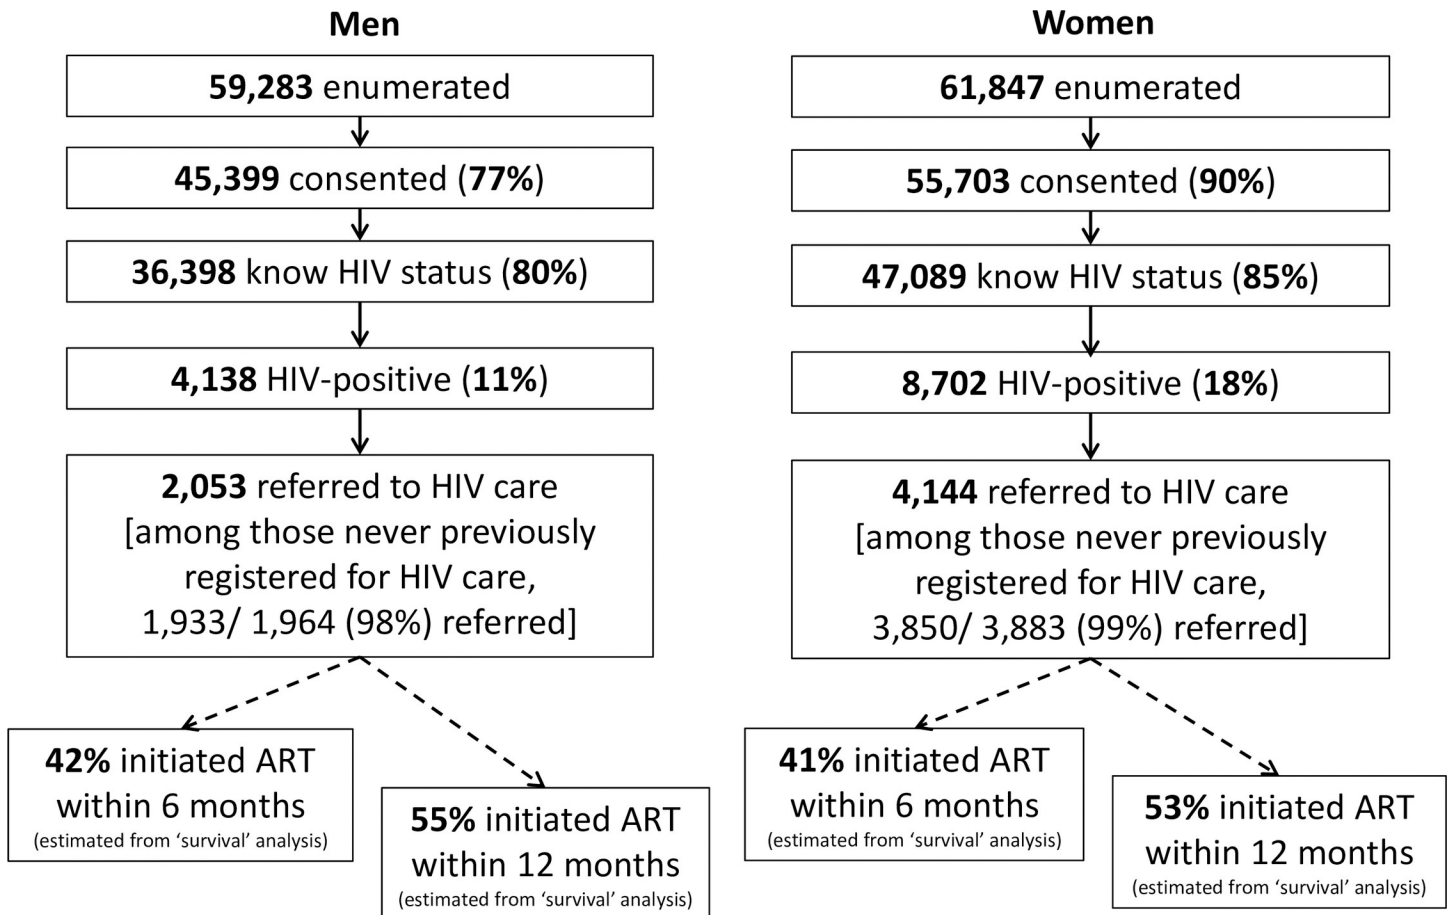 Men
59,283 enumerated
45,399 consented (77%)
36,398 know HIV status (80%)
4,138 HIV-positive (11%)
2,053 referred to HIV care
[among those never previously
registered for HIV care,
1,933/ 1,964 (98%) referred]
42% initiated ART
within 6 months
(estimated from ‘survival’ analysis)
55% initiated ART
within 12 months
(estimated from ‘survival’ analysis)
Women
61,847 enumerated
55,703 consented (90%)
47,089 know HIV status (85%)
8,702 HIV-positive (18%)
4,144 referred to HIV care
[among those never previously
registered for HIV care,
3,850/ 3,883 (99%) referred]
41% initiated ART
within 6 months
(estimated from ‘survival’ analysis)
53% initiated ART
within 12 months
(estimated from ‘survival’ analysis)